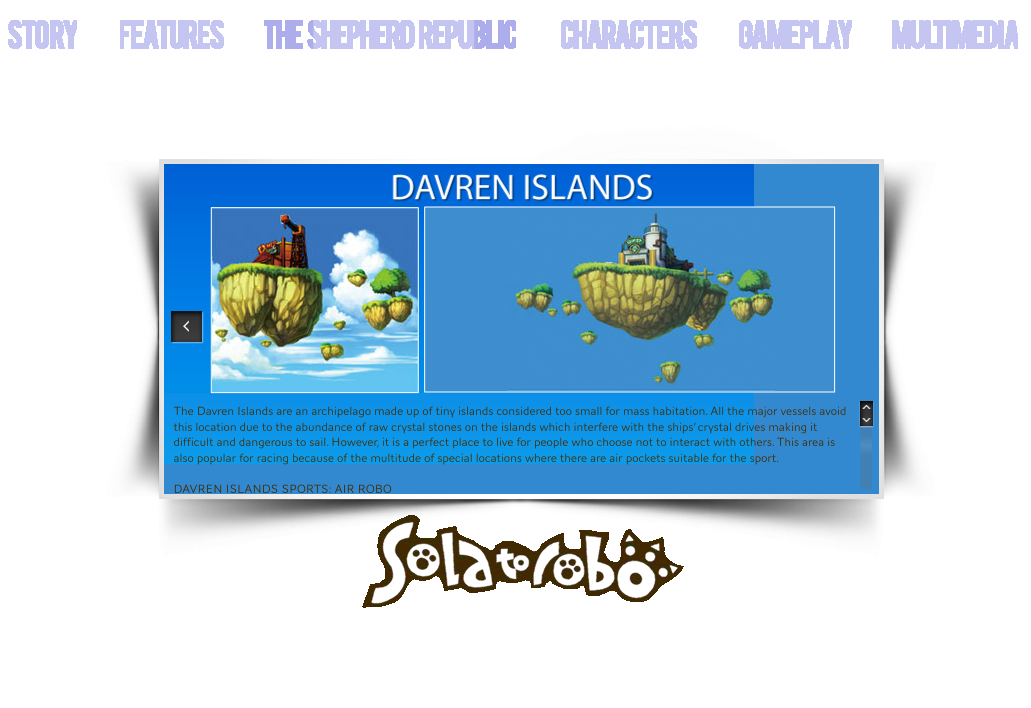 STORY FEATURES THE SHEPHERD REPUBLIC CHARACTERS GAMEPLAY MULTIMEDIA
DAVREN ISLANDS
The Davren Islands are an archipelago made up of tiny islands considered too small for mass habitation. All the major vessels avoid
this location due to the abundance of raw crystal stones on the islands which interfere with the ships' crystal drives making it
difficult and dangerous to sail. However, it is a perfect place to live for people who choose not to interact with others. This area is
also popular for racing because of the multitude of special locations where there are air pockets suitable for the sport.
DAVREN ISLANDS SPORTS: AIR ROBO
Solatorobo